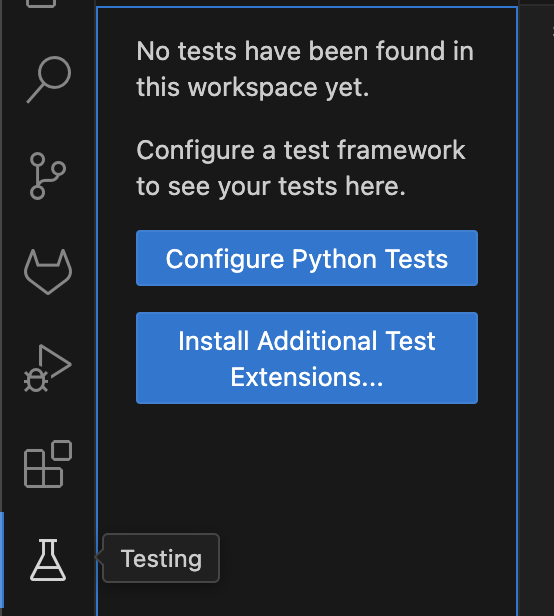 No tests have been found in
this workspace yet.
Configure a test framework
to see your tests here.
Configure Python Tests
Install Additional Test
Extensions...
Testing